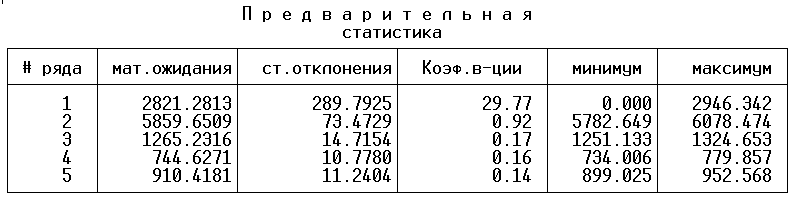 П р е д в а р и т е л ь н а я
статистика
# ряда мат.ожидания ст.отклонения Коэф.в-ции минимум максимум
1 2821.2813 289.7925 29.77 0.000 2946.342
2 5859.6509 73.4729 0.92 5782.649 6078.474
3 1265.2316 14.7154 0.17 1251.133 1324.653
4 744.6271 10.7780 0.16 734.006 779.857
5 910.4181 11.2404 0.14 899.025 952.568